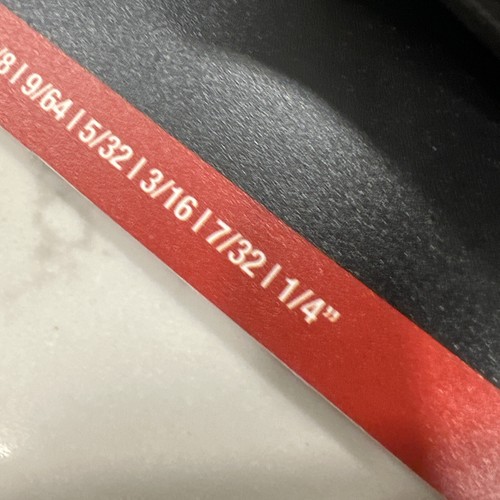 /8 | 9/64 | 5/32 | 3/16 | 7/32 | 1/4”